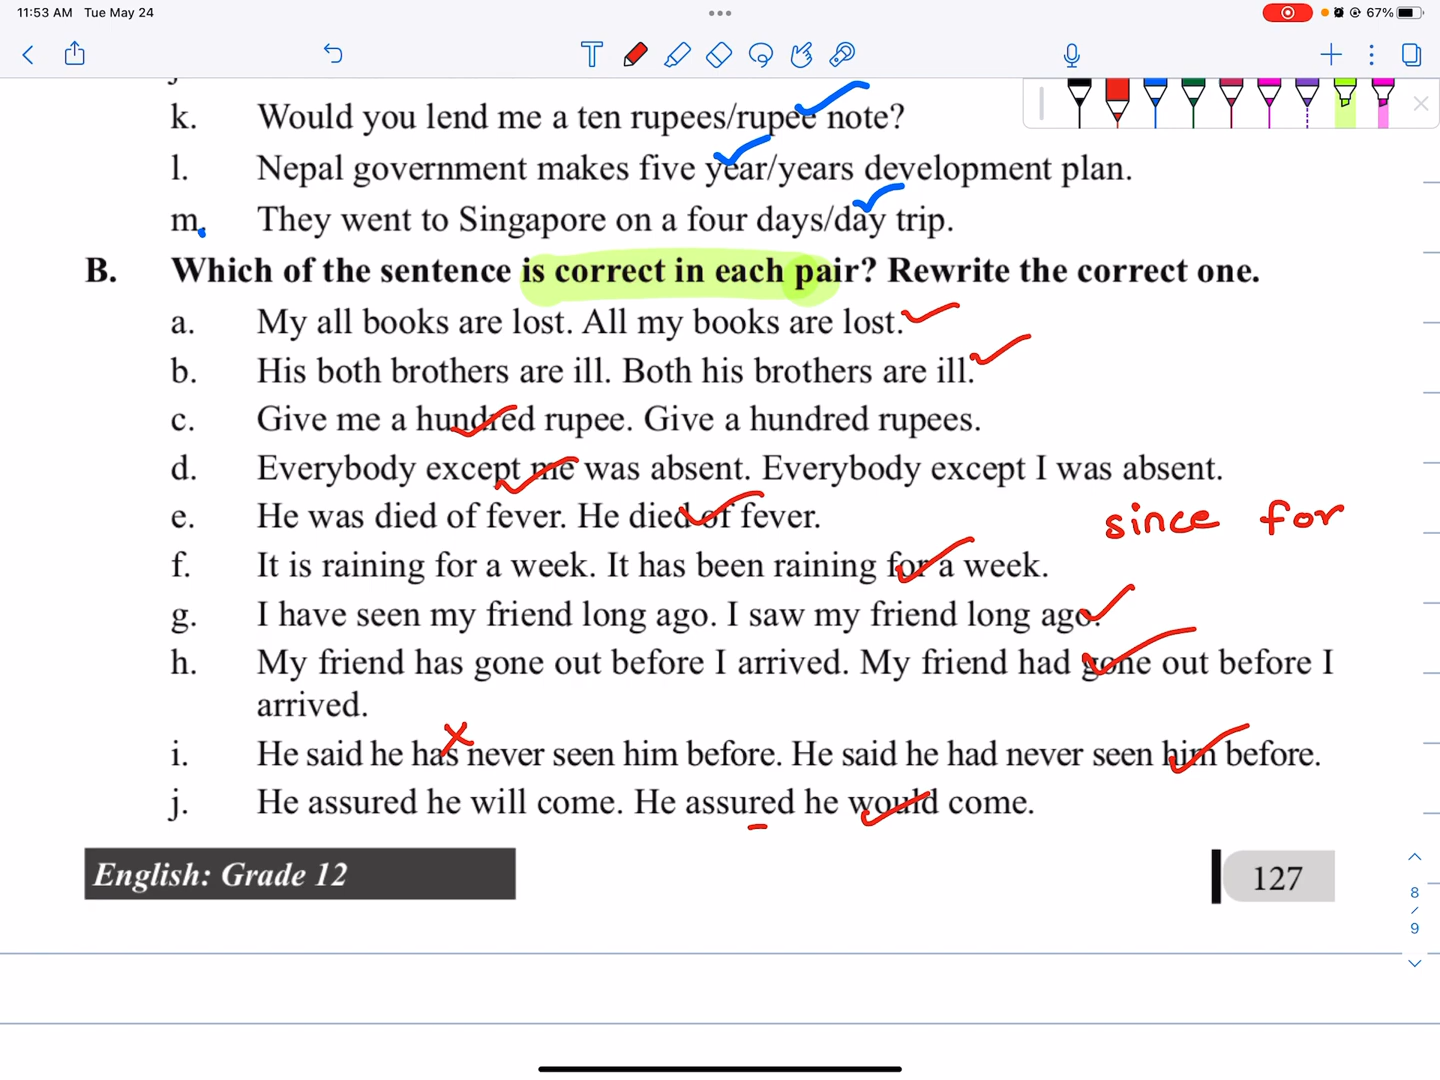 11:53 AM Tue May 24 67%
k. Would you lend me a ten rupees/rupee note?
l. Nepal government makes five year/years development plan.
m. They went to Singapore on a four days/day trip.
B. Which of the sentence is correct in each pair? Rewrite the correct one.
a. My all books are lost. All my books are lost.
b. His both brothers are ill. Both his brothers are ill.
c. Give me a hundred rupee. Give a hundred rupees.
d. Everybody except me was absent. Everybody except I was absent.
e. He was died of fever. He died of fever.
since for
f. It is raining for a week. It has been raining for a week.
g. I have seen my friend long ago. I saw my friend long ago.
h. My friend has gone out before I arrived. My friend had gone out before I
arrived.
i. He said he has never seen him before. He said he had never seen him before.
j. He assured he will come. He assured he would come.
English: Grade 12
127
8
/
9